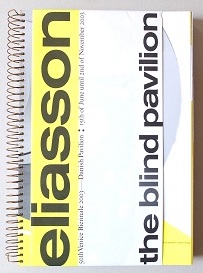 eliasson
50th Venice Biennale 2003 — Danish Pavilion : 15th of June until 2nd of November 2003
the blind pavilion